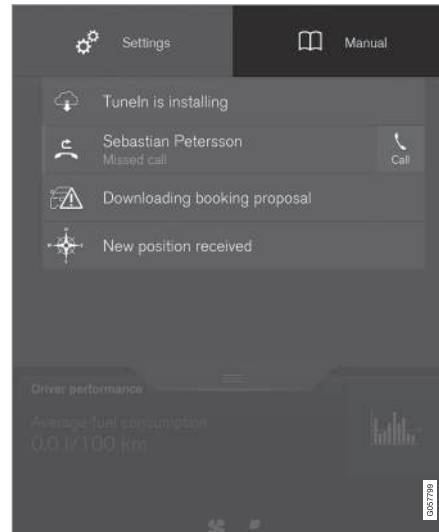 Settings
Manual
TuneIn is installing
Sebastian Petersson
Missed call
Call
Downloading booking proposal
New position received
Driver performance
Average fuel consumption
0.0 l/100 km
G057799